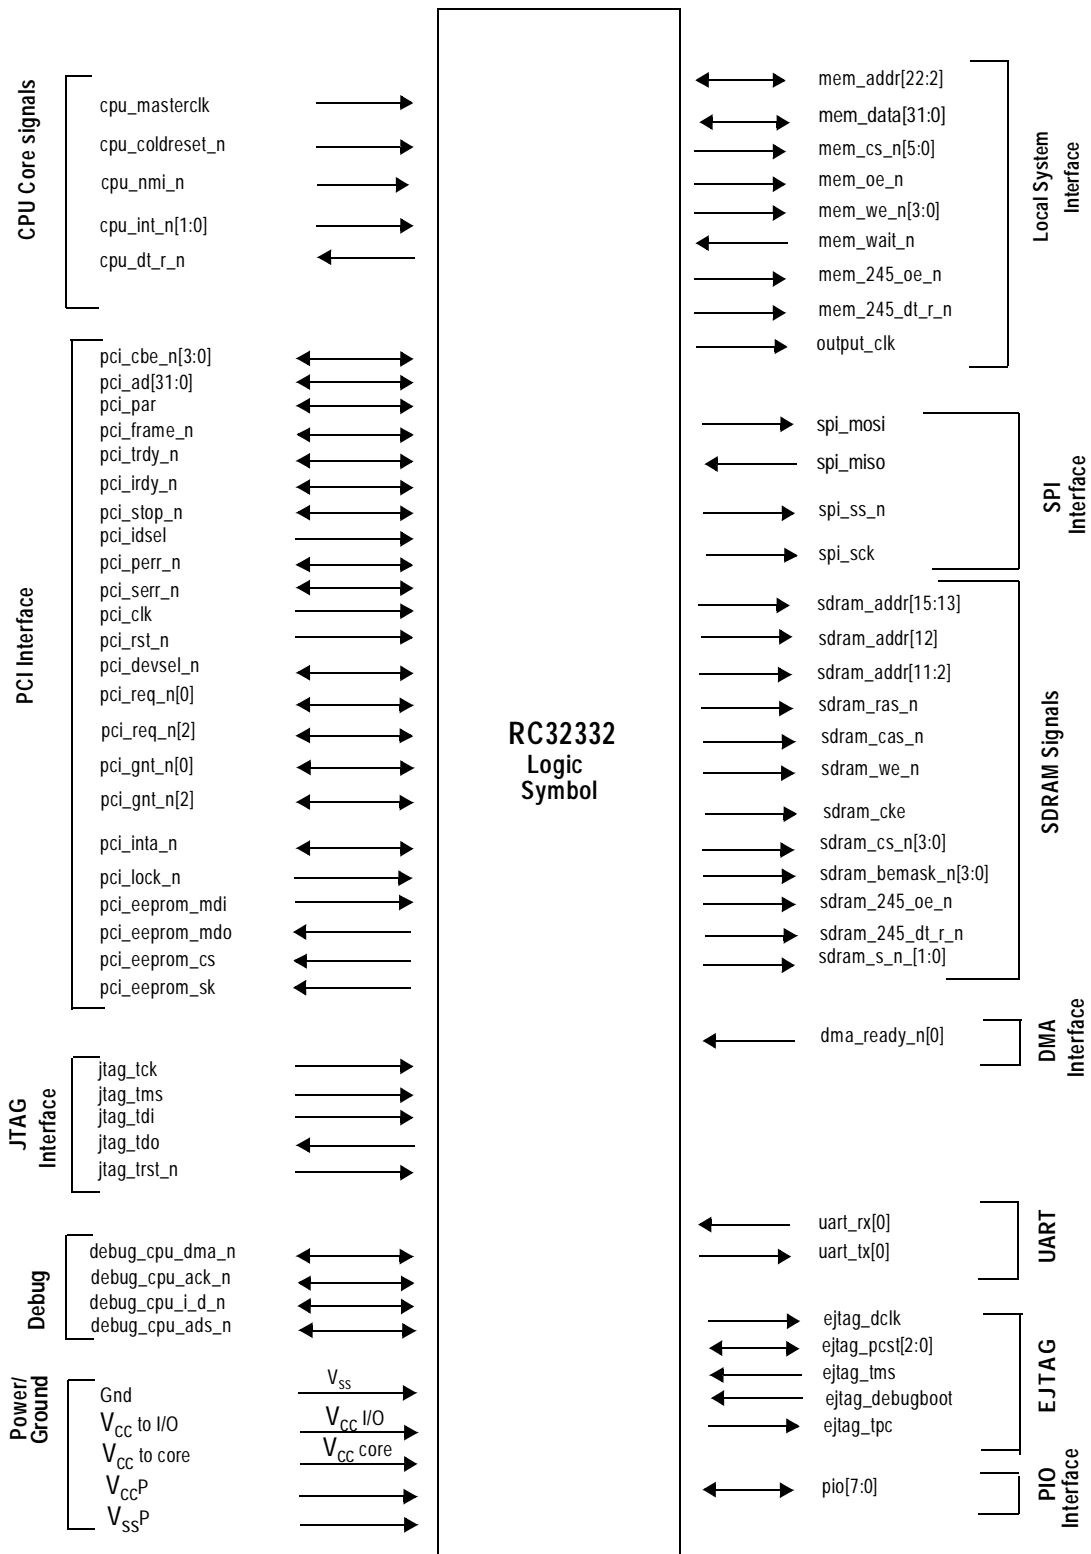 CPU Core signals
cpu_masterclk
cpu_coldreset_n
cpu_nmi_n
cpu_int_n[1:0]
cpu_dt_r_n
PCI Interface
pci_cbe_n[3:0]
pci_ad[31:0]
pci_par
pci_frame_n
pci_trdy_n
pci_irdy_n
pci_stop_n
pci_idsel
pci_perr_n
pci_serr_n
pci_clk
pci_rst_n
pci_devsel_n
pci_req_n[0]
pci_req_n[2]
pci_gnt_n[0]
pci_gnt_n[2]
pci_inta_n
pci_lock_n
pci_eeprom_mdi
pci_eeprom_mdo
pci_eeprom_cs
pci_eeprom_sk
JTAG
Interface
jtag_tck
jtag_tms
jtag_tdi
jtag_tdo
jtag_trst_n
Debug
debug_cpu_dma_n
debug_cpu_ack_n
debug_cpu_i_d_n
debug_cpu_ads_n
Power/
Ground
Gnd
VSS
VCC to I/O
VCC I/O
VCC to core
VCC core
VCCP
VSSP
RC32332
Logic
Symbol
mem_addr[22:2]
mem_data[31:0]
mem_cs_n[5:0]
mem_oe_n
mem_we_n[3:0]
mem_wait_n
mem_245_oe_n
mem_245_dt_r_n
output_clk
Local System
Interface
spi_mosi
spi_miso
spi_ss_n
spi_sck
SPI
Interface
sdram_addr[15:13]
sdram_addr[12]
sdram_addr[11:2]
sdram_ras_n
sdram_cas_n
sdram_we_n
sdram_cke
sdram_cs_n[3:0]
sdram_bemask_n[3:0]
sdram_245_oe_n
sdram_245_dt_r_n
sdram_s_n_[1:0]
SDRAM Signals
dma_ready_n[0]
DMA
Interface
uart_rx[0]
uart_tx[0]
UART
ejtag_dclk
ejtag_pcst[2:0]
ejtag_tms
ejtag_debugboot
ejtag_tpc
EJTAG
pio[7:0]
PIO
Interface